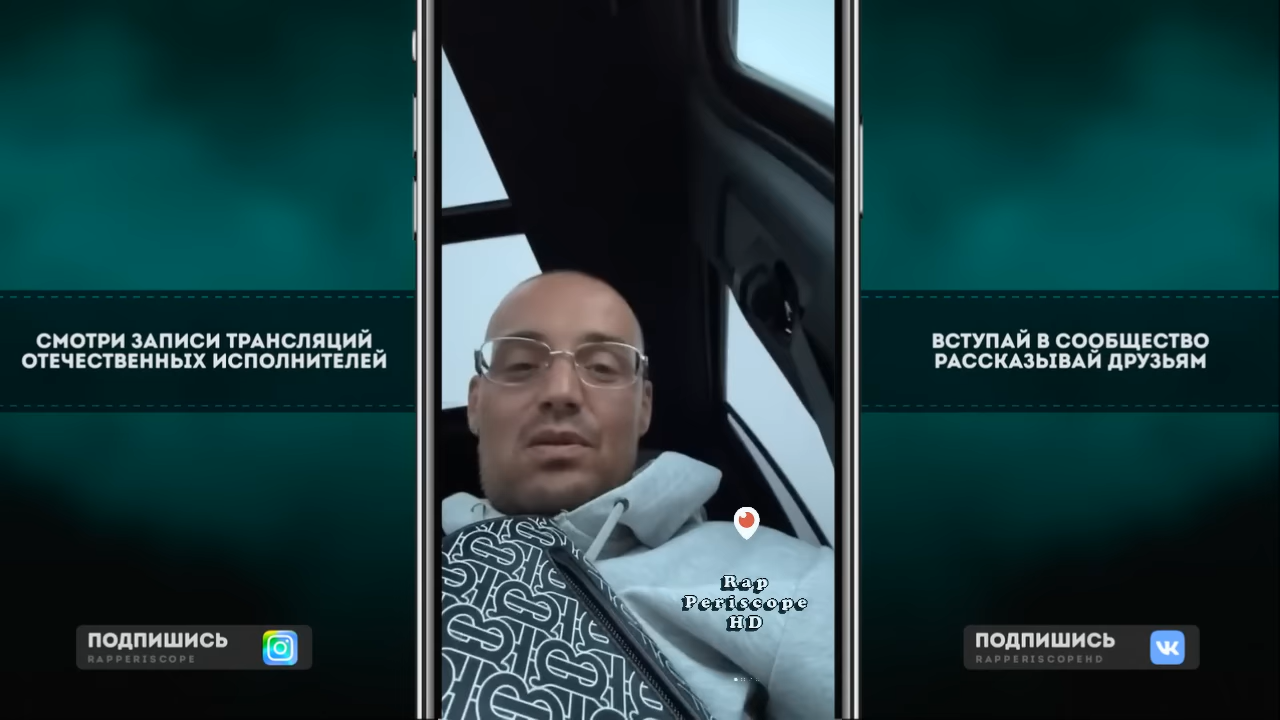 СМОТРИ ЗАПИСИ ТРАНСЛЯЦИЙ
ОТЕЧЕСТВЕННЫХ ИСПОЛНИТЕЛЕЙ
ВСТУПАЙ В СООБЩЕСТВО
РАССКАЗЫВАЙ ДРУЗЬЯМ
Rap
Periscope
HD
ПОДПИШИСЬ
RAPPERISCOPE
ПОДПИШИСЬ
RAPPERISCOPEHD